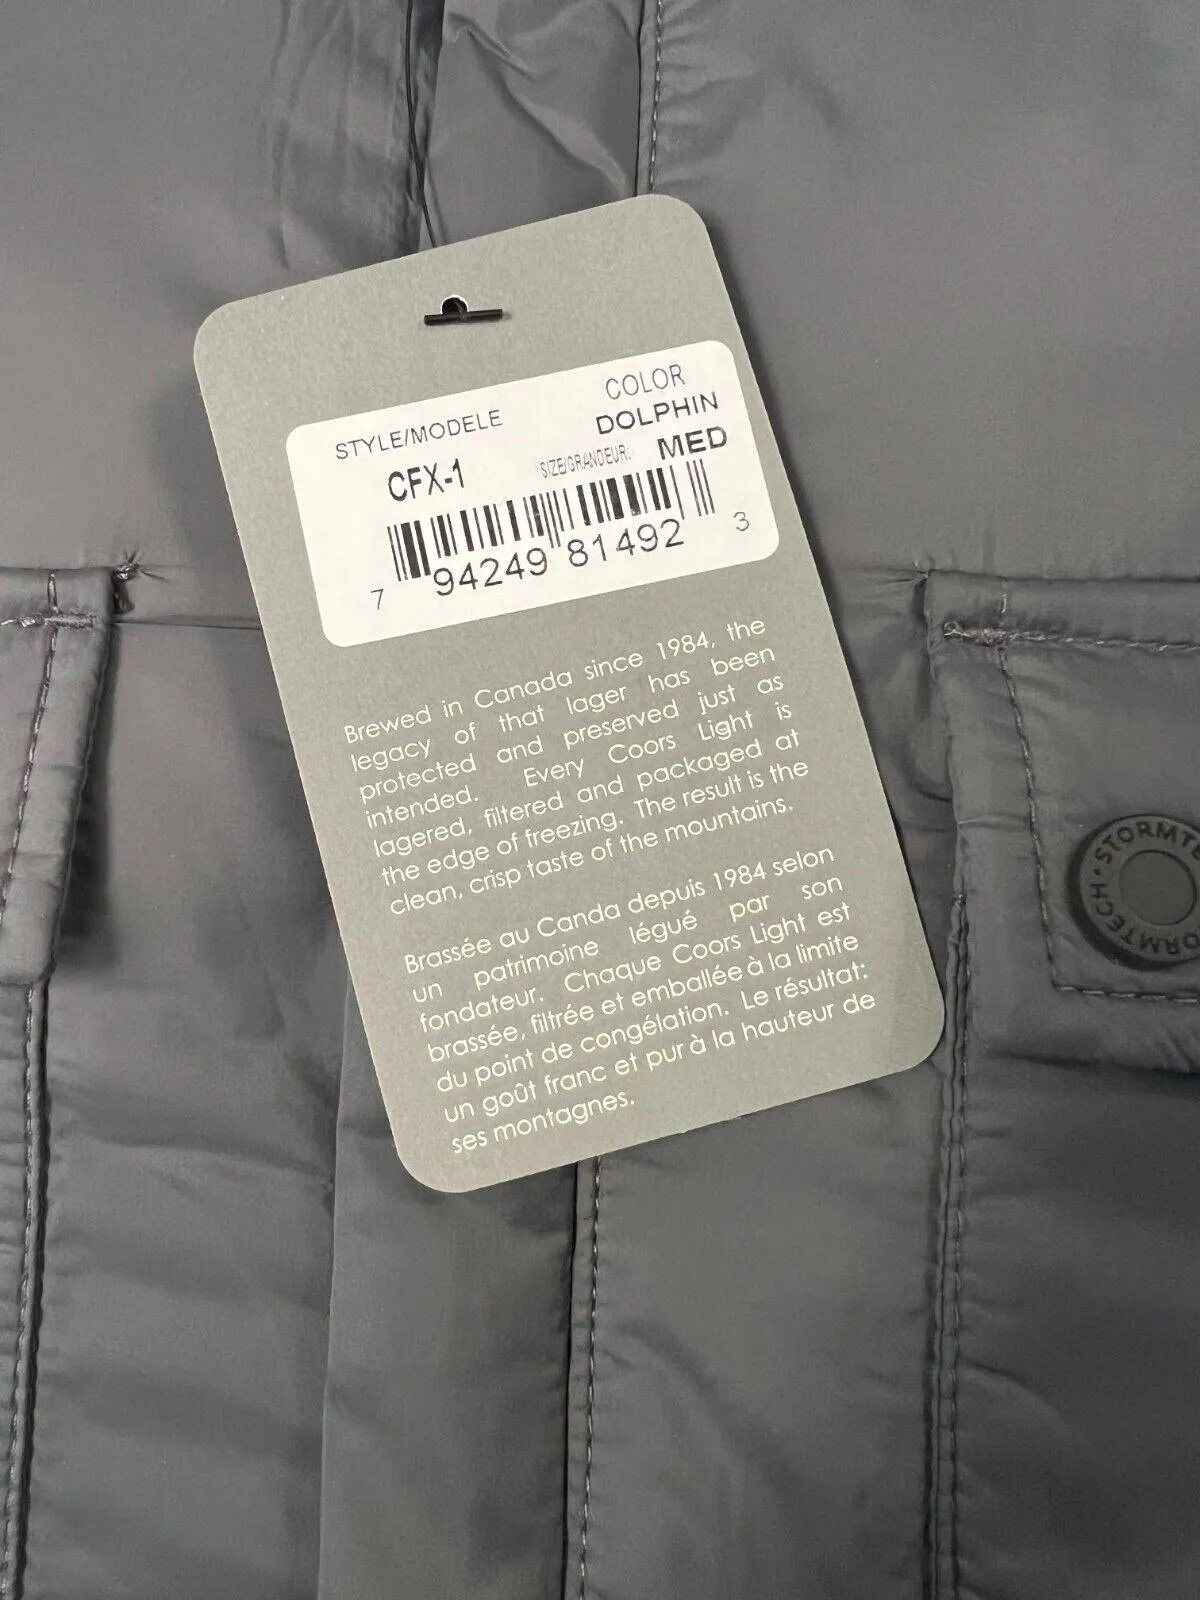 STYLE/MODELE
COLOR
DOLPHIN
CFX-1
SIZE/GRANDEUR: MED
7 94249 81492 3
Brewed in Canada since 1984, the
legacy of that lager has been
protected and preserved just as
intended. Every Coors Light is
lagered, filtered and packaged at
the edge of freezing. The result is the
clean, crisp taste of the mountains.
Brassée au Canda depuis 1984 selon
un patrimoine légué par son
fondateur. Chaque Coors Light est
brassée, filtrée et emballée à la limite
du point de congélation. Le résultat:
un goût franc et pur à la hauteur de
ses montagnes.
STORMTECH